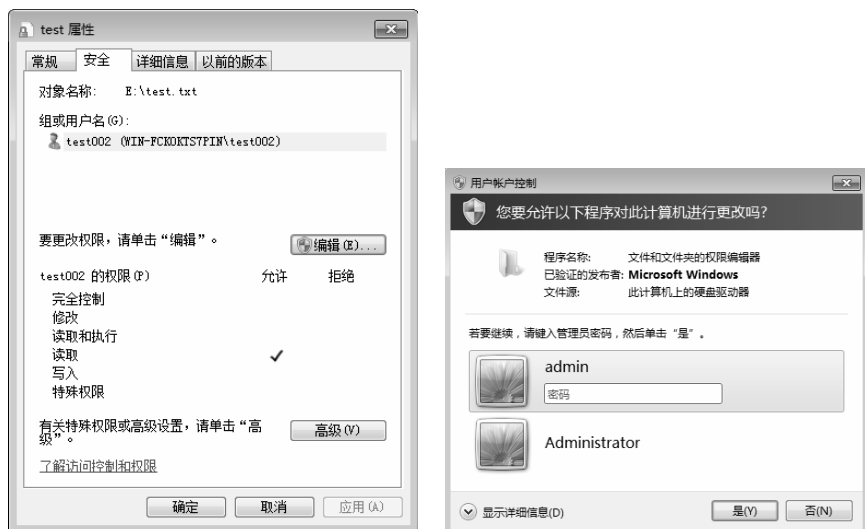 test 属性
常规 安全 详细信息 以前的版本
对象名称: E:\test.txt
组或用户名(G):
test002 (WIN-FCKOKTS7PIN\test002)
要更改权限，请单击“编辑”。 编辑(E)...
test002 的权限(P) 允许 拒绝
完全控制
修改
读取和执行
读取
写入
特殊权限
有关特殊权限或高级设置，请单击“高级”。 高级(V)
了解访问控制和权限
确定 取消 应用(A)
用户帐户控制
您要允许以下程序对此计算机进行更改吗？
程序名称: 文件和文件夹的权限编辑器
已验证的发布者: Microsoft Windows
文件源: 此计算机上的硬盘驱动器
若要继续，请键入管理员密码，然后单击“是”。
admin
密码
Administrator
显示详细信息(D) 是(Y) 否(N)